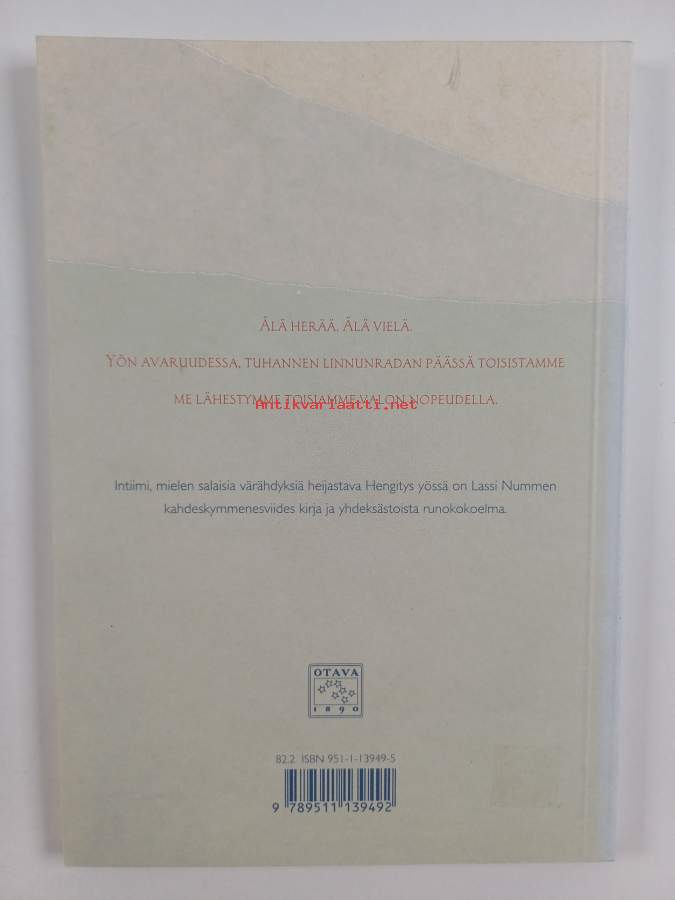 Älä herää. Älä vielä.
Yön avaruudessa, tuhannen linnunradan päässä toisistamme
me lähestymme toisiamme valon nopeudella.
Antikvariaatti.net
Intiimi, mielen salaisia värähdyksiä heijastava Hengitys yössä on Lassi Nummen
kahdeskymmenesviides kirja ja yhdeksästoista runokokoelma.
OTAVA
1890
82.2 ISBN 951-1-13949-5
9 789511 139492